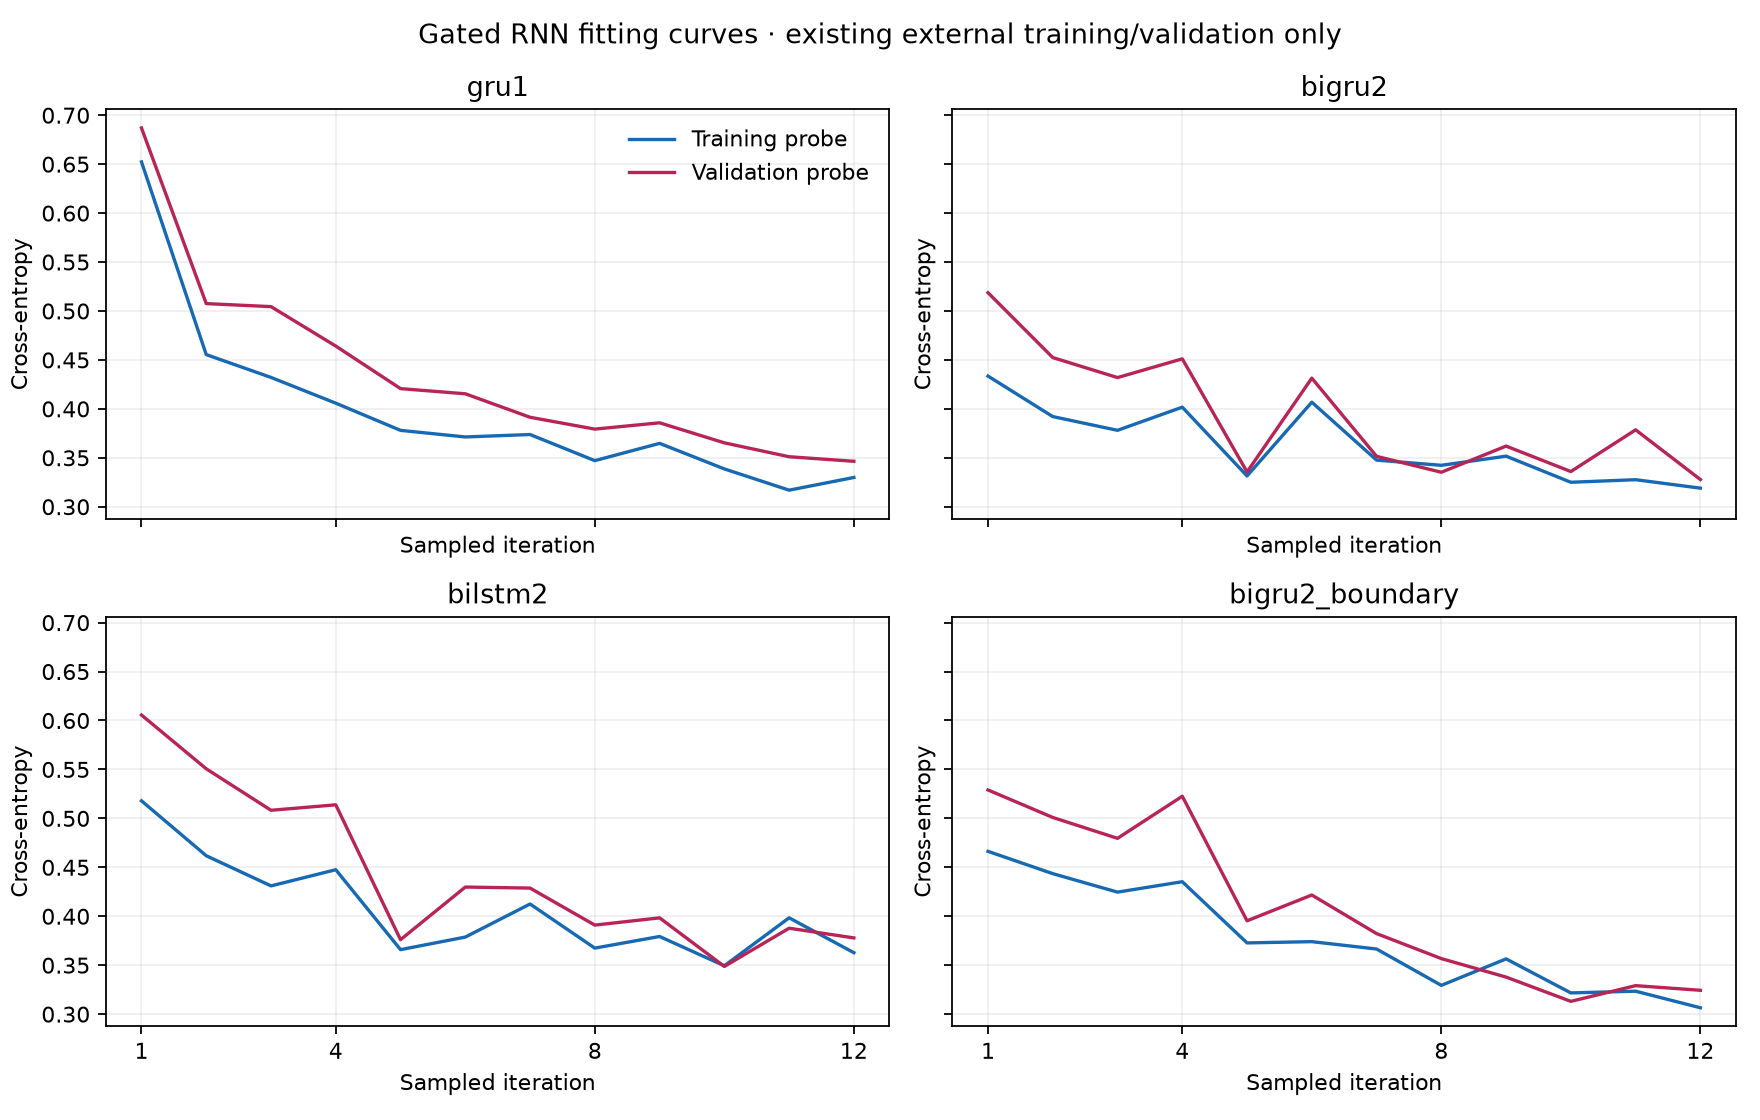 Gated RNN fitting curves · existing external training/validation only
gru1
Cross-entropy
0.70
0.65
0.60
0.55
0.50
0.45
0.40
0.35
0.30
Training probe
Validation probe
Sampled iteration
bigru2
Cross-entropy
Sampled iteration
bilstm2
Cross-entropy
0.70
0.65
0.60
0.55
0.50
0.45
0.40
0.35
0.30
1 4 8 12
Sampled iteration
bigru2_boundary
Cross-entropy
1 4 8 12
Sampled iteration